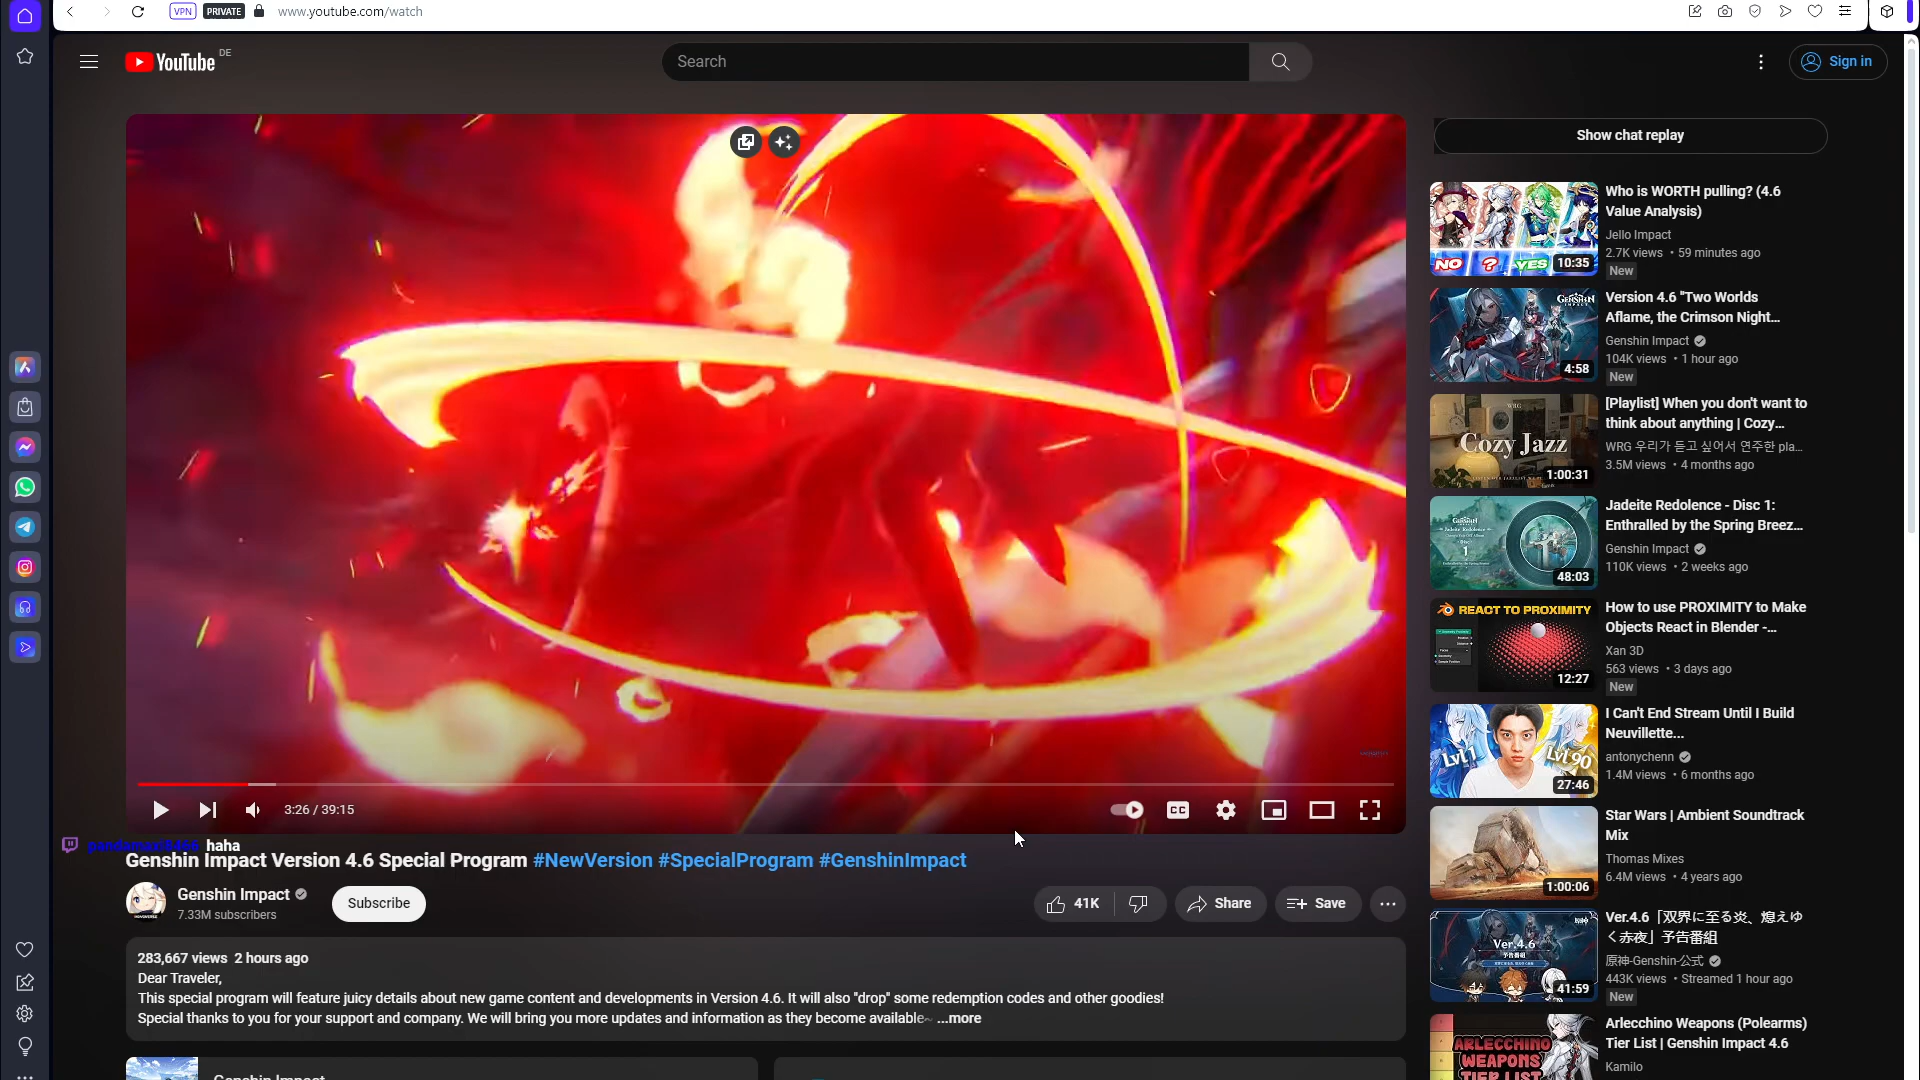 VPN
PRIVATE
www.youtube.com/watch
YouTube DE
Search
Sign in
3:26 / 39:15
CC
haha
Genshin Impact Version 4.6 Special Program #NewVersion #SpecialProgram #GenshinImpact
Genshin Impact
7.33M subscribers
Subscribe
41K
Share
Save
283,667 views 2 hours ago
Dear Traveler,
This special program will feature juicy details about new game content and developments in Version 4.6. It will also "drop" some redemption codes and other goodies!
Special thanks to you for your support and company. We will bring you more updates and information as they become available~ ...more
Genshin Impact
Show chat replay
NO ? YES
10:35
Who is WORTH pulling? (4.6
Value Analysis)
Jello Impact
2.7K views • 59 minutes ago
New
GENSHIN
4:58
Version 4.6 "Two Worlds
Aflame, the Crimson Night...
Genshin Impact
104K views • 1 hour ago
New
Cozy Jazz
1:00:31
[Playlist] When you don't want to
think about anything | Cozy...
WRG 우리가 듣고 싶어서 연주한 pla...
3.5M views • 4 months ago
48:03
Jadeite Redolence - Disc 1:
Enthralled by the Spring Breez...
Genshin Impact
110K views • 2 weeks ago
REACT TO PROXIMITY
12:27
How to use PROXIMITY to Make
Objects React in Blender -...
Xan 3D
563 views • 3 days ago
New
Lvl 1
Lvl 90
27:46
I Can't End Stream Until I Build
Neuvillette...
antonychenn
1.4M views • 6 months ago
1:00:06
Star Wars | Ambient Soundtrack
Mix
Thomas Mixes
6.4M views • 4 years ago
Ver.4.6
予告番組
41:59
Ver.4.6「双界に至る炎、熄えゆ
く赤夜」予告番組
原神-Genshin-公式
443K views • Streamed 1 hour ago
New
ARLECCHINO
WEAPONS
TIER LIST
Arlecchino Weapons (Polearms)
Tier List | Genshin Impact 4.6
Kamilo